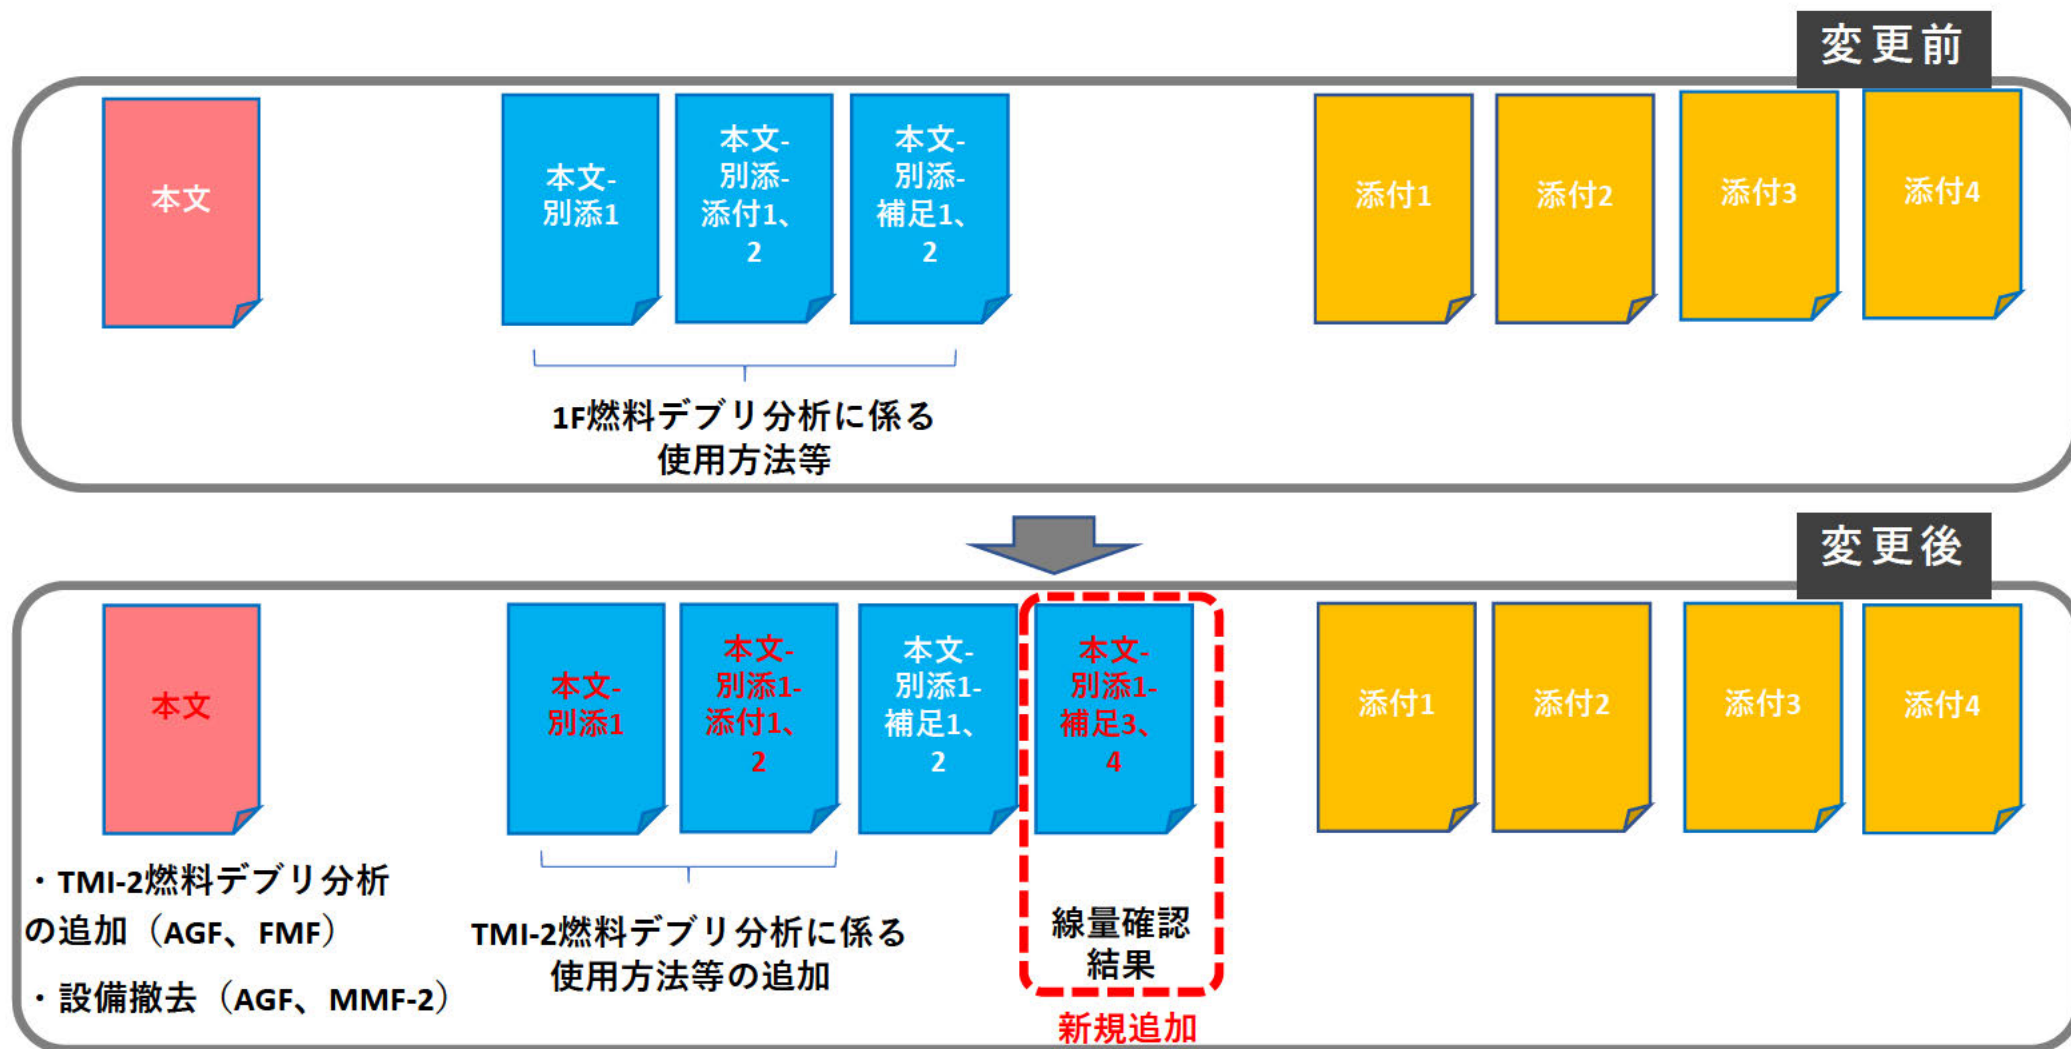 変更前
本文
本文-
別添1
本文-
別添-
添付1、
2
本文-
別添-
補足1、
2
添付1
添付2
添付3
添付4
1F燃料デブリ分析に係る
使用方法等
変更後
本文
本文-
別添1
本文-
別添1-
添付1、
2
本文-
別添1-
補足1、
2
本文-
別添1-
補足3、
4
添付1
添付2
添付3
添付4
・TMI-2燃料デブリ分析
の追加（AGF、FMF）
・設備撤去（AGF、MMF-2）
TMI-2燃料デブリ分析に係る
使用方法等の追加
線量確認
結果
新規追加